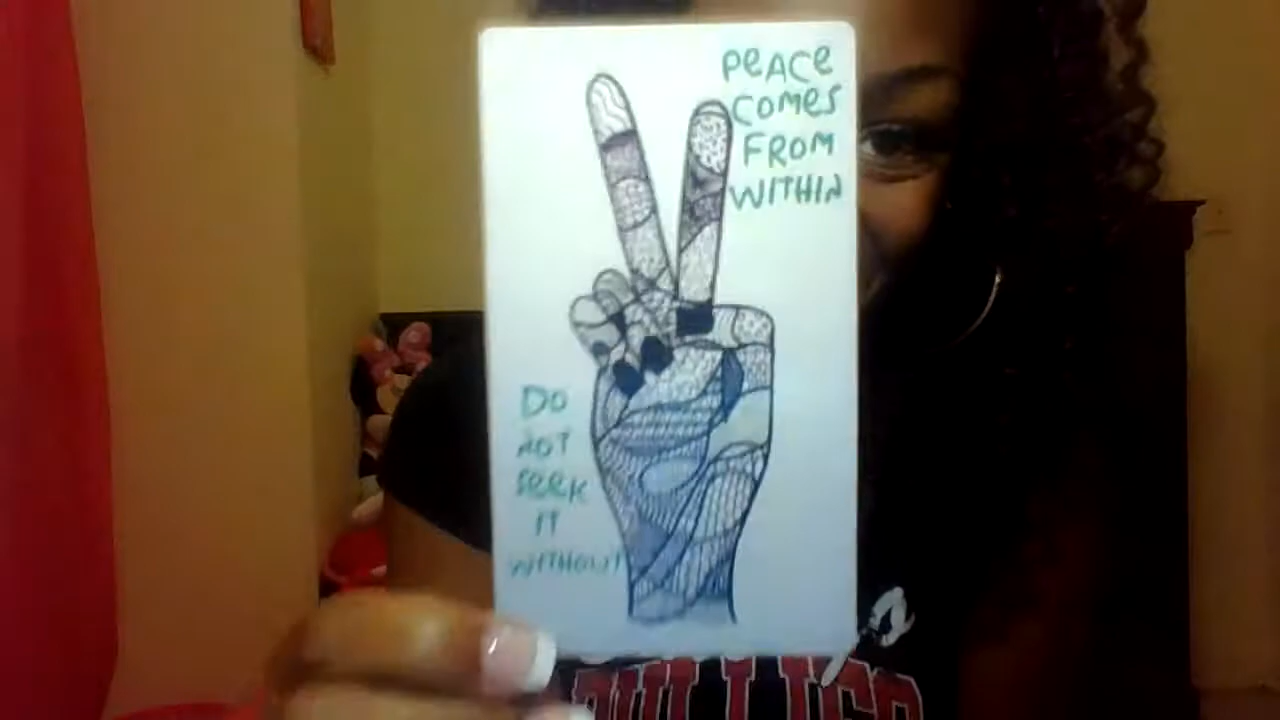 PeACe
COMeS
FROM
WITHIN
DO
NOT
SeeK
IT
WITHOUT